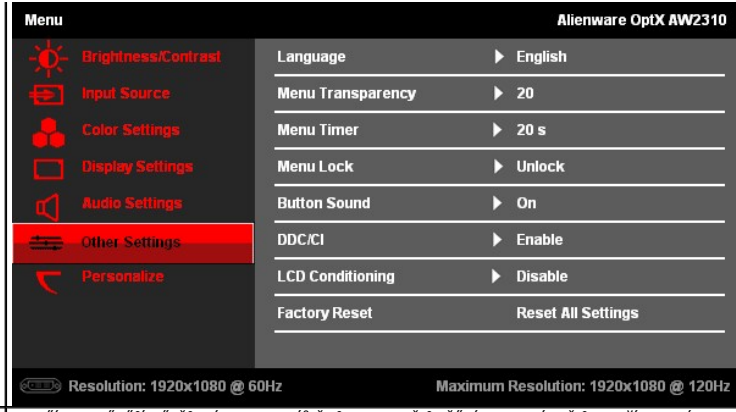 Menu Alienware OptX AW2310
Brightness/Contrast
Input Source
Color Settings
Display Settings
Audio Settings
Other Settings
Personalize
Language English
Menu Transparency 20
Menu Timer 20 s
Menu Lock Unlock
Button Sound On
DDC/CI Enable
LCD Conditioning Disable
Factory Reset Reset All Settings
Resolution: 1920x1080 @ 60Hz Maximum Resolution: 1920x1080 @ 120Hz